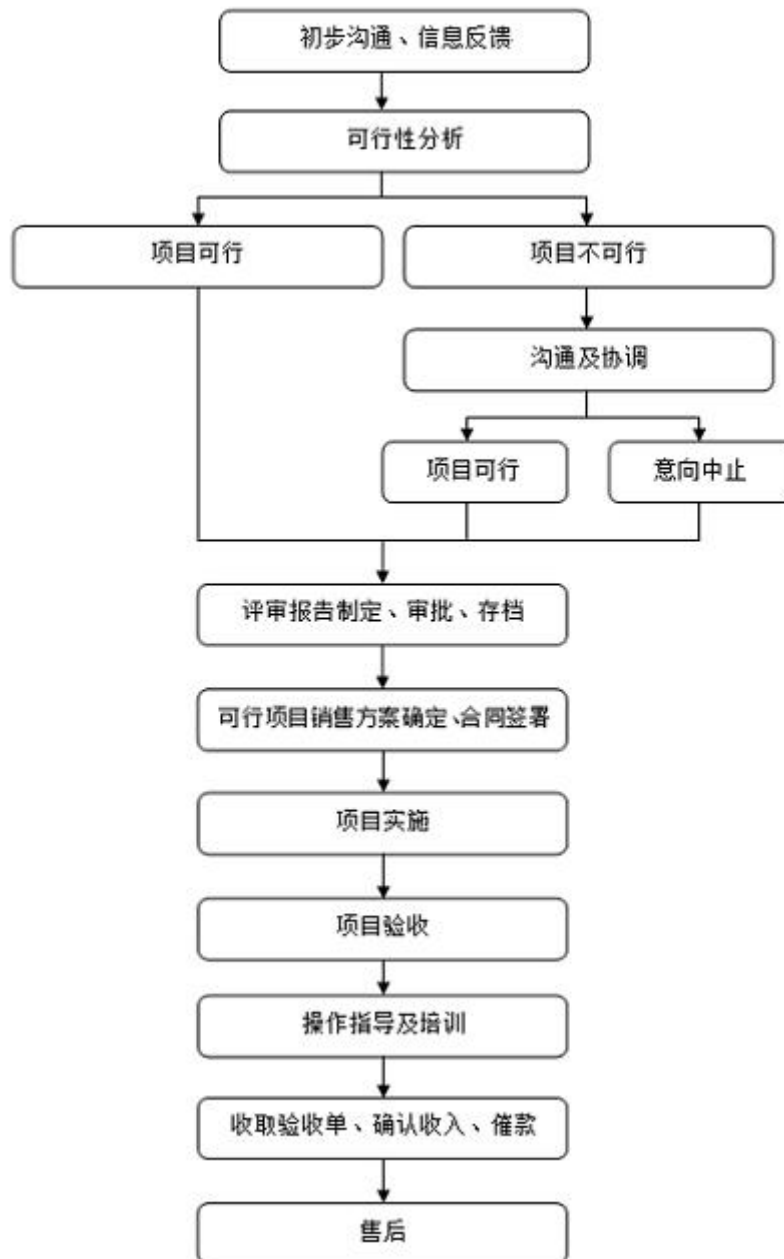 初步沟通、信息反馈
可行性分析
项目可行
项目不可行
沟通及协调
项目可行
意向中止
评审报告制定、审批、存档
可行项目销售方案确定、合同签署
项目实施
项目验收
操作指导及培训
收取验收单、确认收入、催款
售后